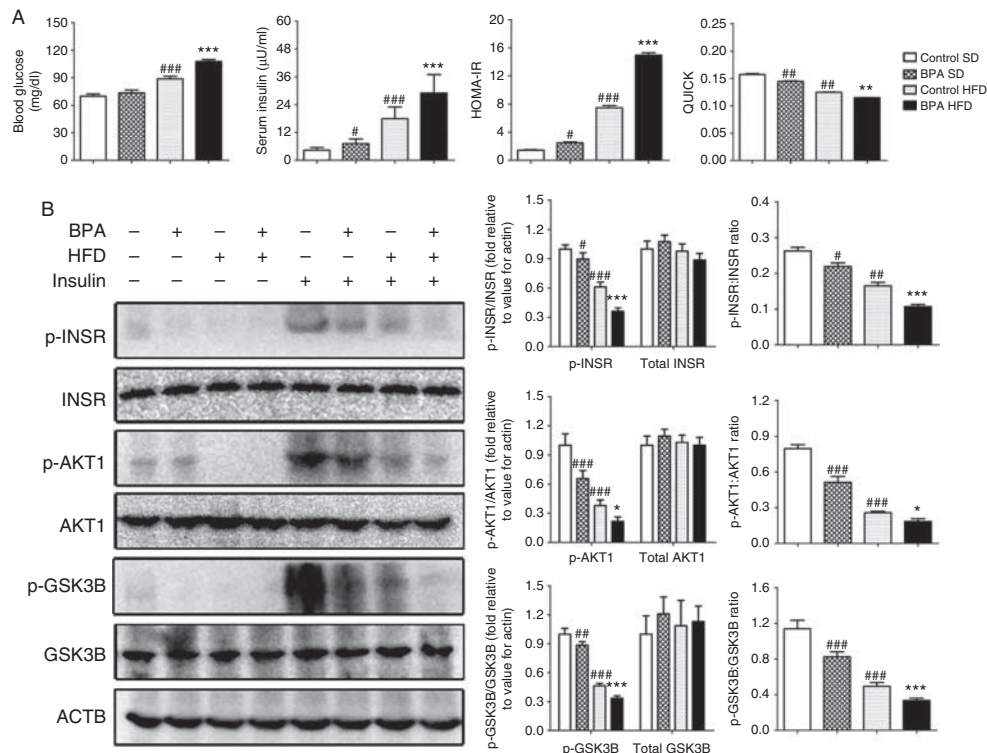 A
Blood glucose
(mg/dl)
150
120
90
60
30
0
###
***
Serum insulin (μU/ml)
60
48
36
24
12
0
#
###
***
HOMA-IR
20
16
12
8
4
0
#
###
***
QUICK
0.25
0.20
0.15
0.10
0.05
0.00
##
##
**
Control SD
BPA SD
Control HFD
BPA HFD
B
BPA − + − + − + − +
HFD − − + + − − + +
Insulin − − − − + + + +
p-INSR
INSR
p-AKT1
AKT1
p-GSK3B
GSK3B
ACTB
p-INSR/INSR (fold relative
to value for actin)
1.5
1.2
0.9
0.6
0.3
0.0
#
###
***
p-INSR Total INSR
p-INSR:INSR ratio
0.4
0.3
0.2
0.1
0.0
#
##
***
p-AKT1/AKT1 (fold relative
to value for actin)
1.5
1.2
0.9
0.6
0.3
0.0
###
###
*
p-AKT1 Total AKT1
p-AKT1:AKT1 ratio
1.2
0.9
0.6
0.3
0.0
###
###
*
p-GSK3B/GSK3B (fold relative
to value for actin)
1.5
1.2
0.9
0.6
0.3
0.0
##
###
***
p-GSK3B Total GSK3B
p-GSK3B:GSK3B ratio
1.6
1.2
0.8
0.4
0.0
###
###
***